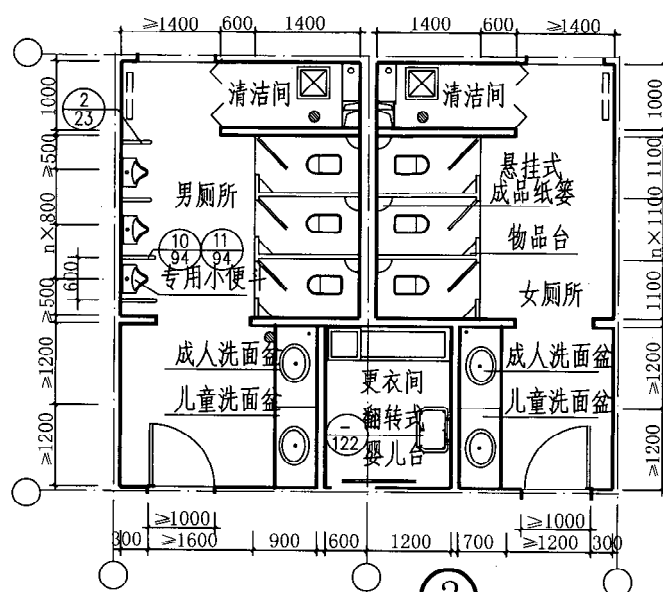 ≥1400 600 1400 1400 600 ≥1400
清洁间 清洁间
1000 1000
2
23
≥500
n×800
600
≥500
≥1200
≥1200
男厕所
10 11
94 94
专用小便斗
悬挂式
成品纸篓
物品台
女厕所
1100
n×1100
1100
≥1200
≥1200
成人洗面盆
儿童洗面盆
更衣间
翻转式
婴儿台
—
122
成人洗面盆
儿童洗面盆
≥1000 ≥1000
300 ≥1600 900 600 1200 700 ≥1200 300